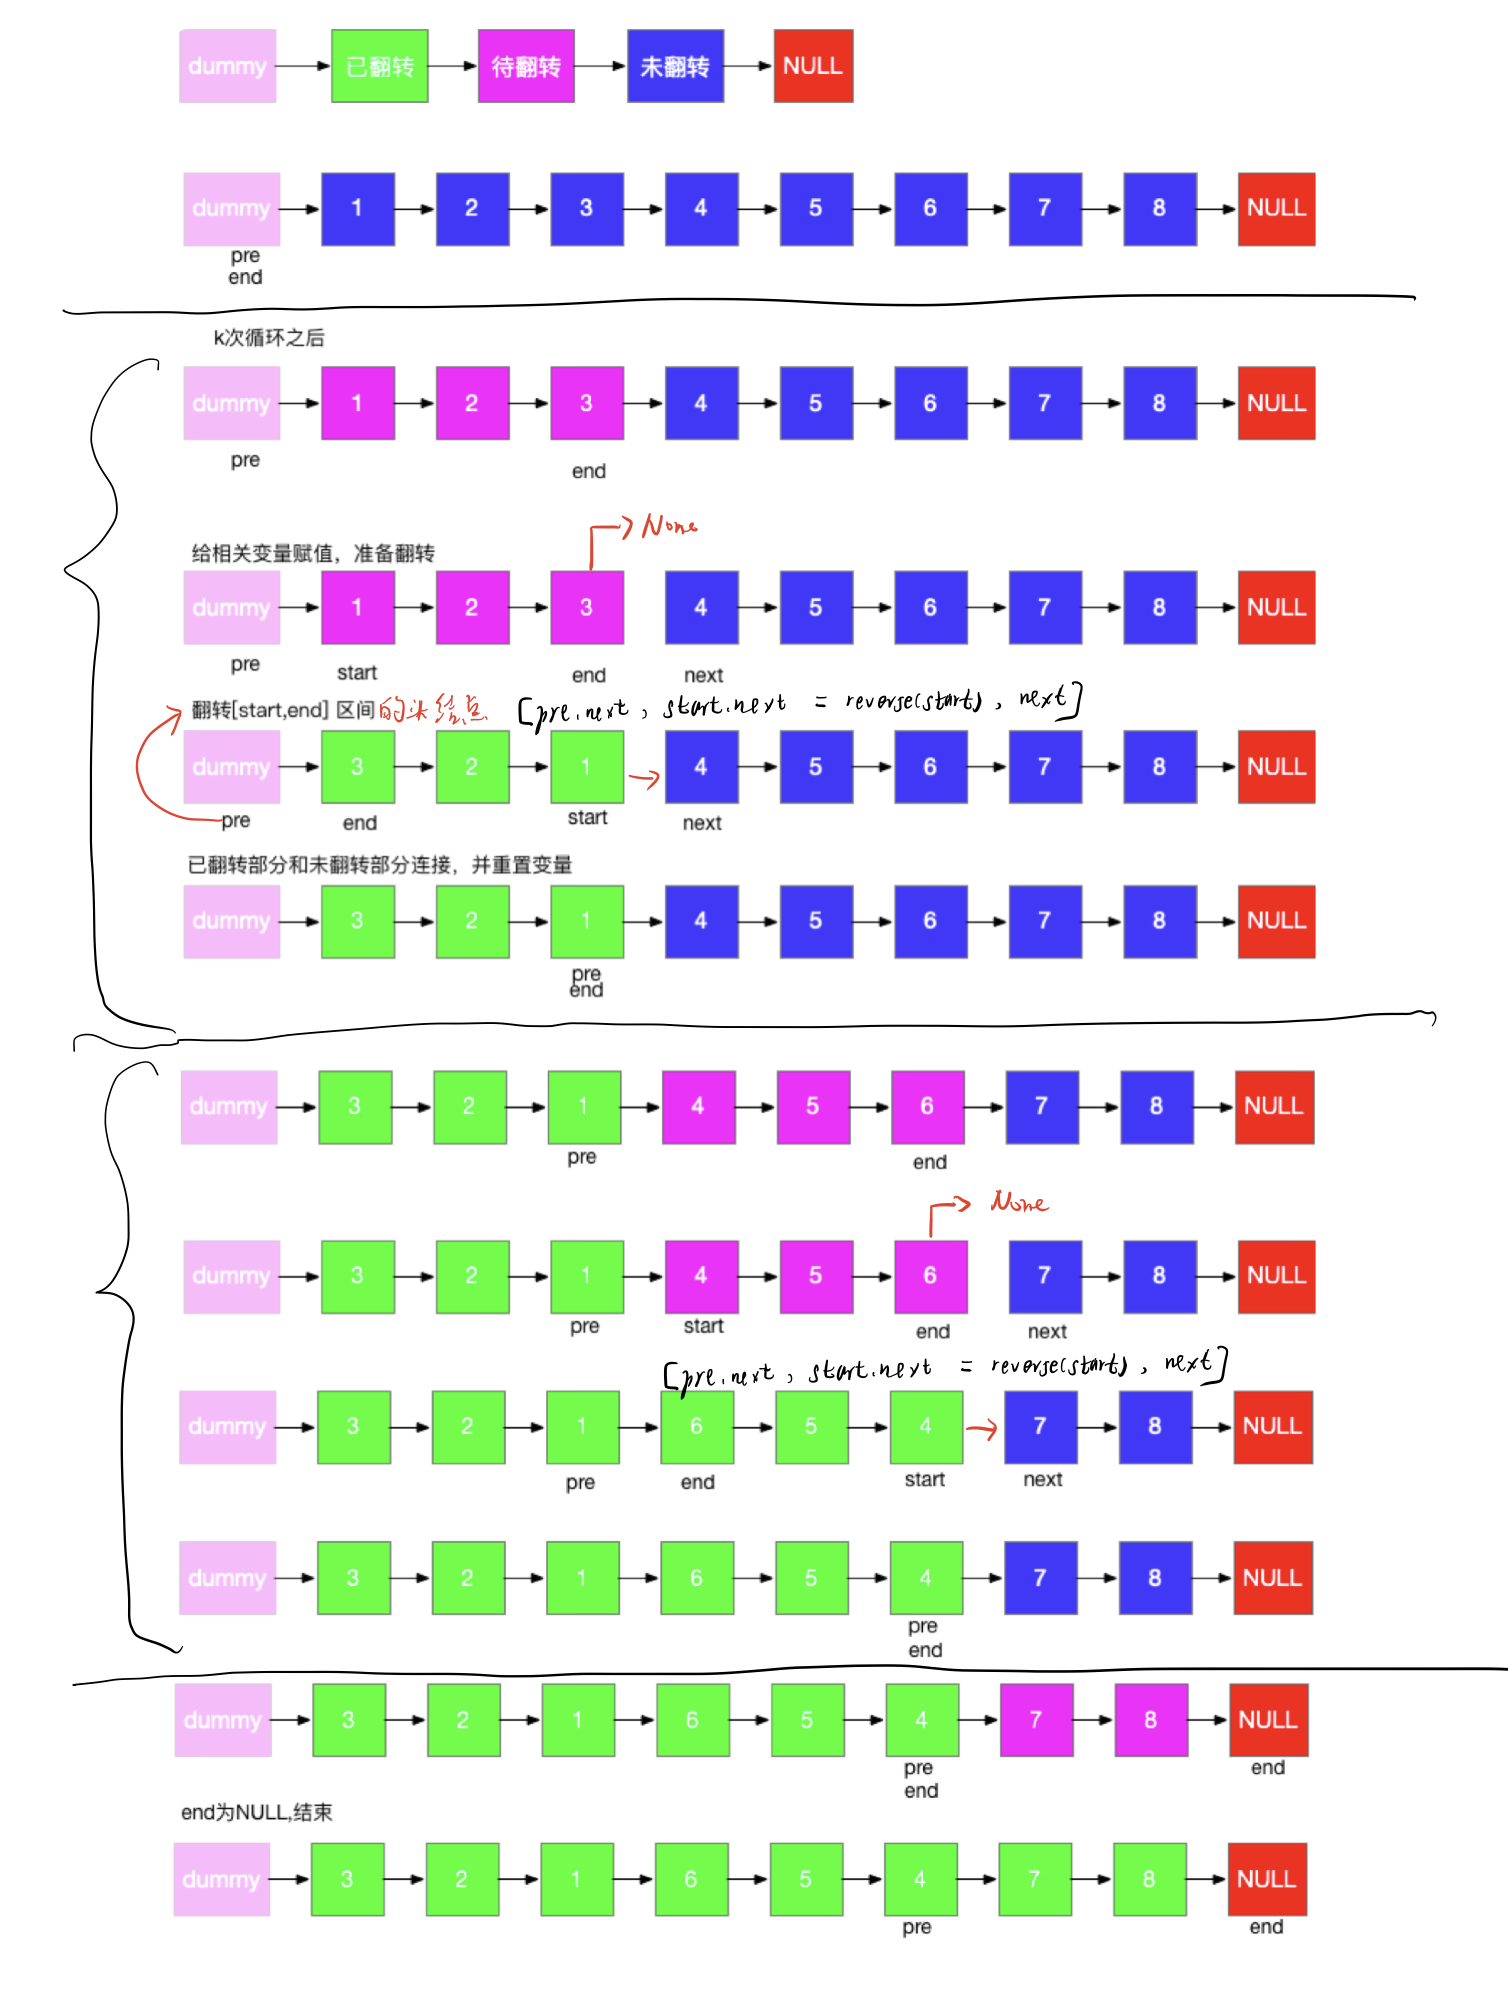 dummy 已翻转 待翻转 未翻转 NULL
dummy 1 2 3 4 5 6 7 8 NULL
pre
end
k次循环之后
dummy 1 2 3 4 5 6 7 8 NULL
pre end
None
给相关变量赋值，准备翻转
dummy 1 2 3 4 5 6 7 8 NULL
pre start end next
翻转[start,end] 区间的头结点 [pre.next , start.next = reverse(start) , next]
dummy 3 2 1 4 5 6 7 8 NULL
pre end start next
已翻转部分和未翻转部分连接，并重置变量
dummy 3 2 1 4 5 6 7 8 NULL
pre
end
dummy 3 2 1 4 5 6 7 8 NULL
pre end
None
dummy 3 2 1 4 5 6 7 8 NULL
pre start end next
[pre.next , start.next = reverse(start) , next]
dummy 3 2 1 6 5 4 7 8 NULL
pre end start next
dummy 3 2 1 6 5 4 7 8 NULL
pre
end
dummy 3 2 1 6 5 4 7 8 NULL
pre end
end
end为NULL,结束
dummy 3 2 1 6 5 4 7 8 NULL
pre end